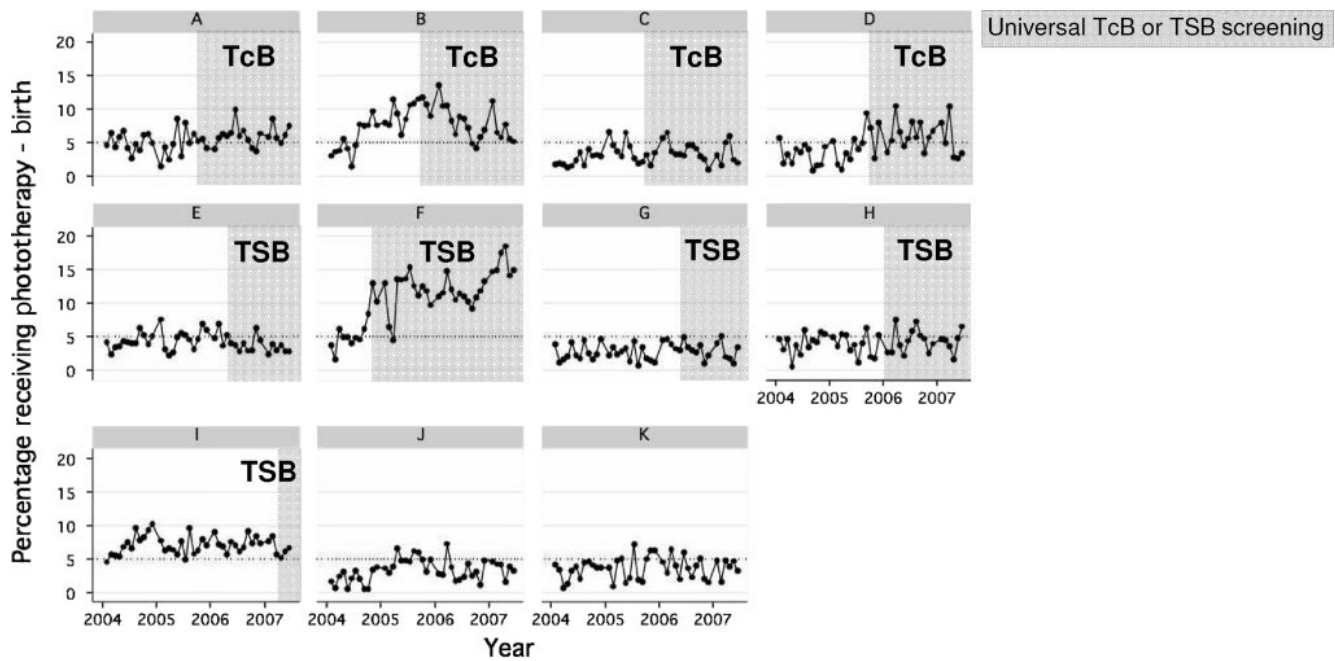 A B C D
Universal TcB or TSB screening
20
15
10
5
0
TcB TcB TcB TcB
E F G H
20
15
10
5
0
TSB TSB TSB TSB
2004 2005 2006 2007
I J K
20
15
10
5
0
TSB
2004 2005 2006 2007 2004 2005 2006 2007 2004 2005 2006 2007
Percentage receiving phototherapy - birth
Year